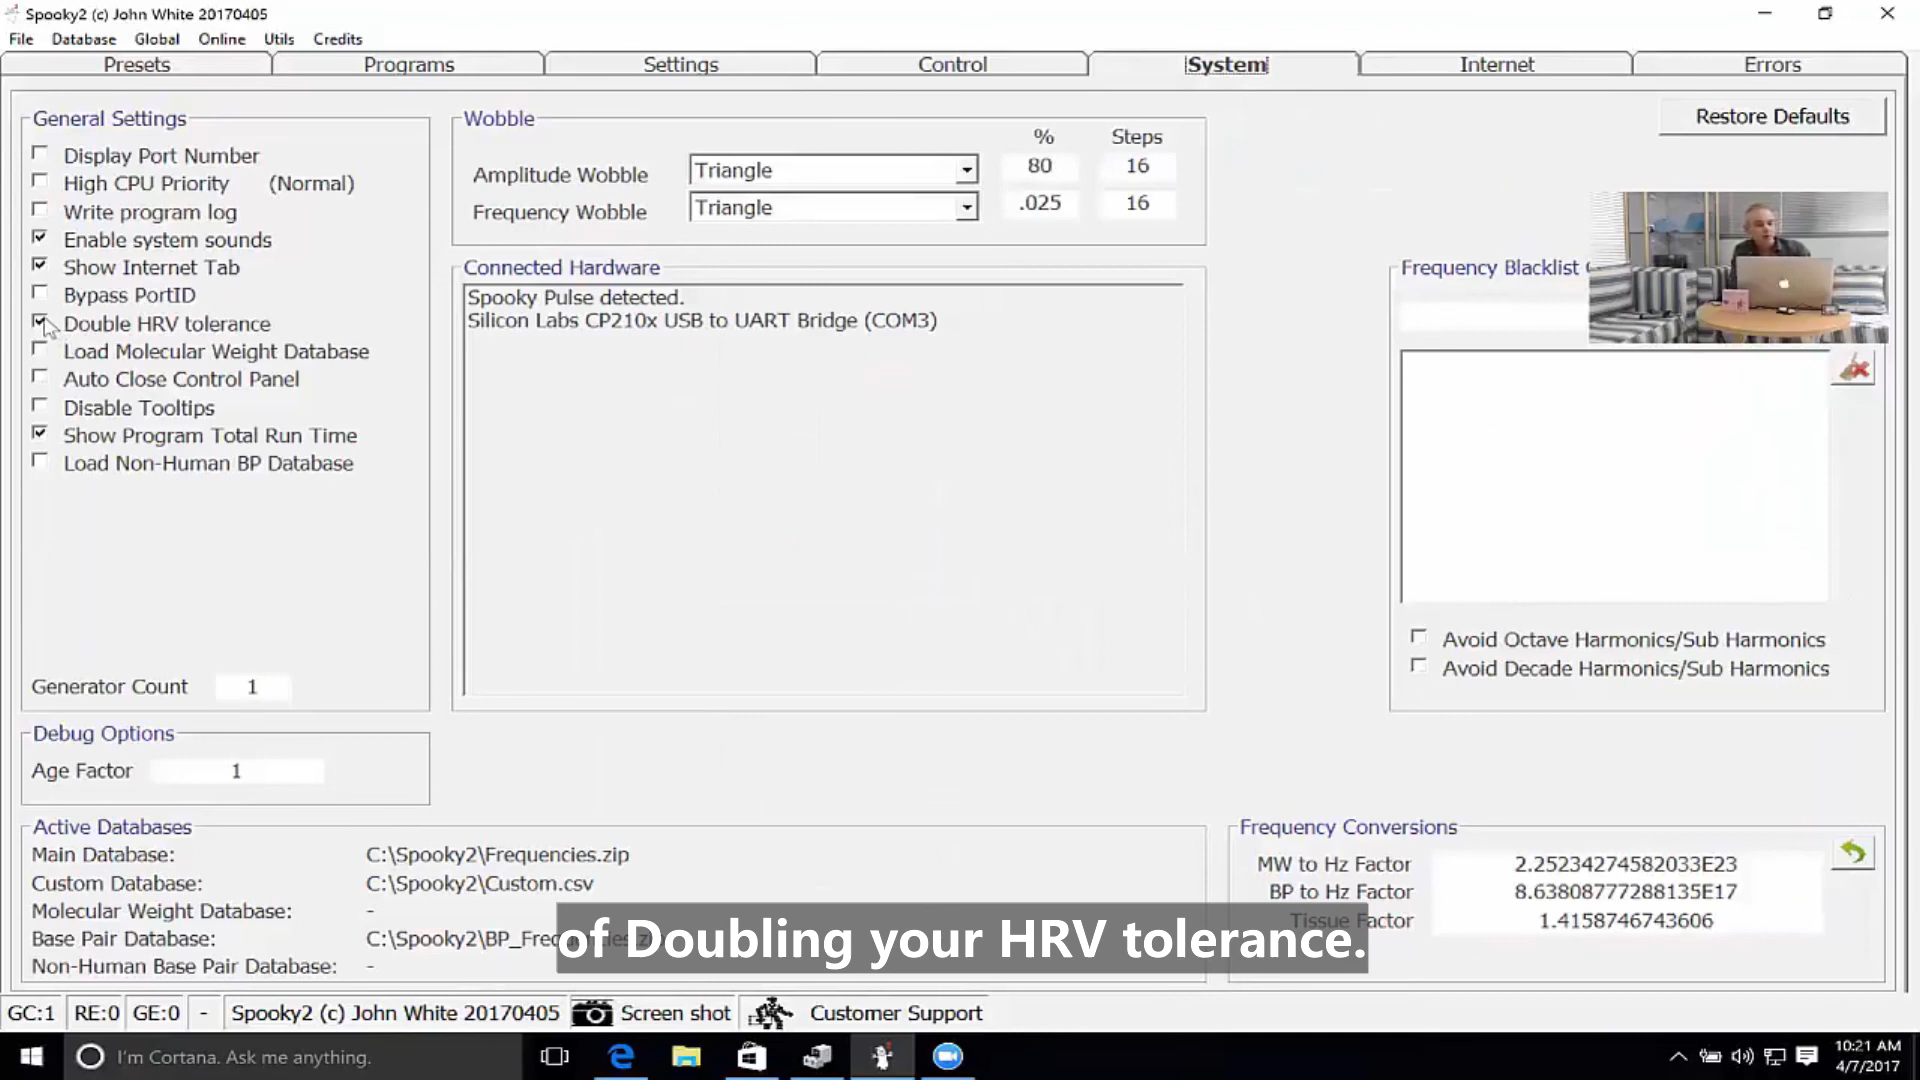 Spooky2 (c) John White 20170405
File Database Global Online Utils Credits
Presets Programs Settings Control System Internet Errors
General Settings
Display Port Number
High CPU Priority (Normal)
Write program log
Enable system sounds
Show Internet Tab
Bypass PortID
Double HRV tolerance
Load Molecular Weight Database
Auto Close Control Panel
Disable Tooltips
Show Program Total Run Time
Load Non-Human BP Database
Generator Count 1
Debug Options
Age Factor 1
Wobble
% Steps
Amplitude Wobble Triangle 80 16
Frequency Wobble Triangle .025 16
Connected Hardware
Spooky Pulse detected.
Silicon Labs CP210x USB to UART Bridge (COM3)
Restore Defaults
Frequency Blacklist
Avoid Octave Harmonics/Sub Harmonics
Avoid Decade Harmonics/Sub Harmonics
Active Databases
Main Database: C:\Spooky2\Frequencies.zip
Custom Database: C:\Spooky2\Custom.csv
Molecular Weight Database: -
Base Pair Database: C:\Spooky2\BP_Frequencies.zip
Non-Human Base Pair Database: -
Frequency Conversions
MW to Hz Factor 2.25234274582033E23
BP to Hz Factor 8.63808777288135E17
Tissue Factor 1.4158746743606
of Doubling your HRV tolerance.
GC:1 RE:0 GE:0 - Spooky2 (c) John White 20170405 Screen shot Customer Support
I'm Cortana. Ask me anything.
10:21 AM
4/7/2017